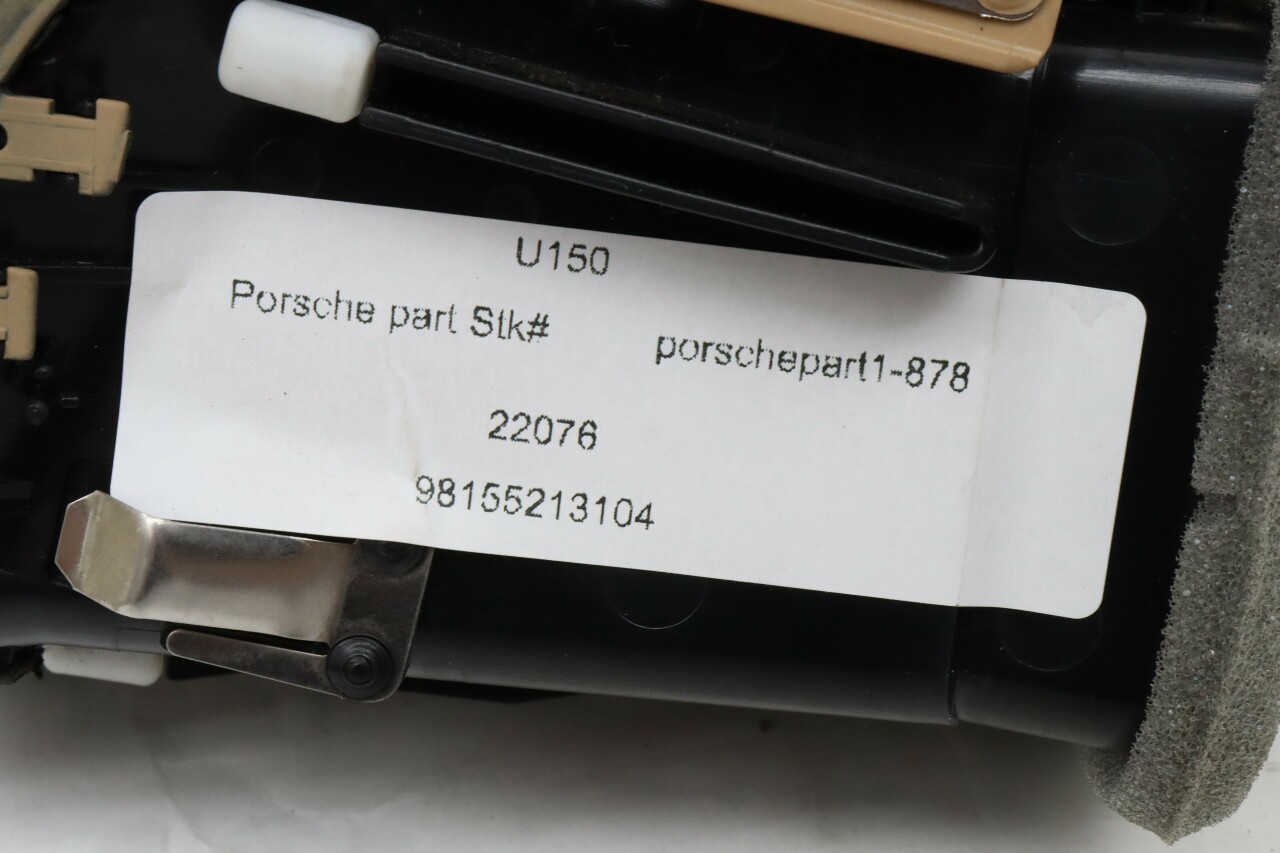 U150
Porsche part Stk# porschepart1-878
22076
98155213104